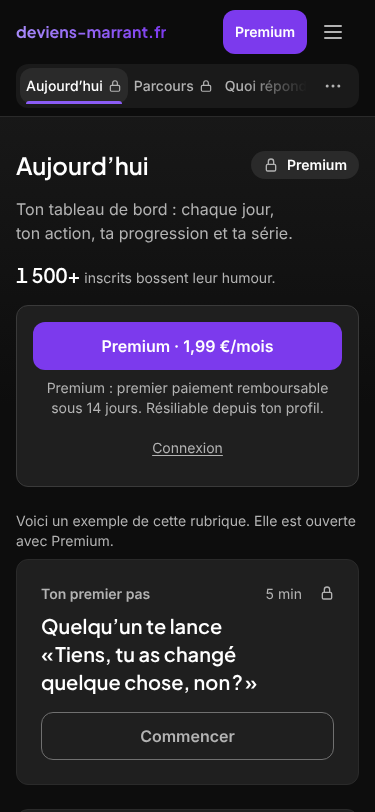 deviens-marrant.fr
Premium
Aujourd’hui
Parcours
Quoi répond
Aujourd’hui
Premium
Ton tableau de bord : chaque jour,
ton action, ta progression et ta série.
1 500+ inscrits bossent leur humour.
Premium · 1,99 €/mois
Premium : premier paiement remboursable
sous 14 jours. Résiliable depuis ton profil.
Connexion
Voici un exemple de cette rubrique. Elle est ouverte
avec Premium.
Ton premier pas
5 min
Quelqu’un te lance
« Tiens, tu as changé
quelque chose, non ? »
Commencer